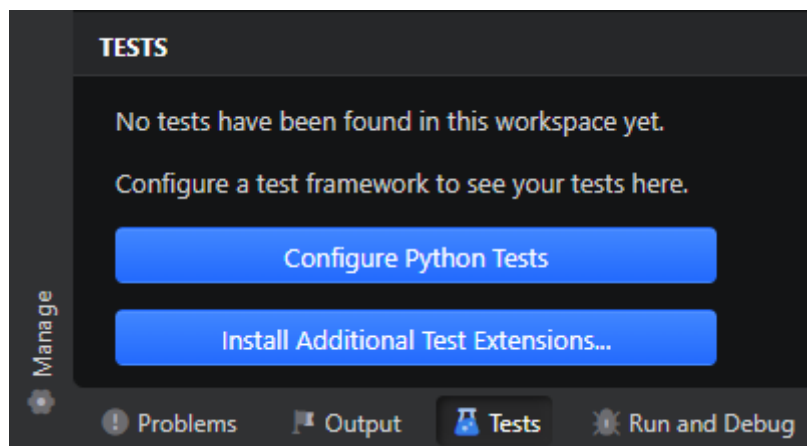 TESTS
No tests have been found in this workspace yet.
Configure a test framework to see your tests here.
Configure Python Tests
Install Additional Test Extensions...
Manage
Problems Output Tests Run and Debug